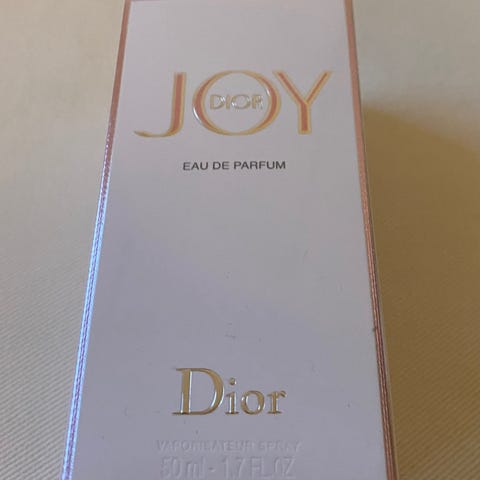 JOY
DIOR
EAU DE PARFUM
Dior
VAPORISATEUR SPRAY
50 ml - 1.7 FL.OZ